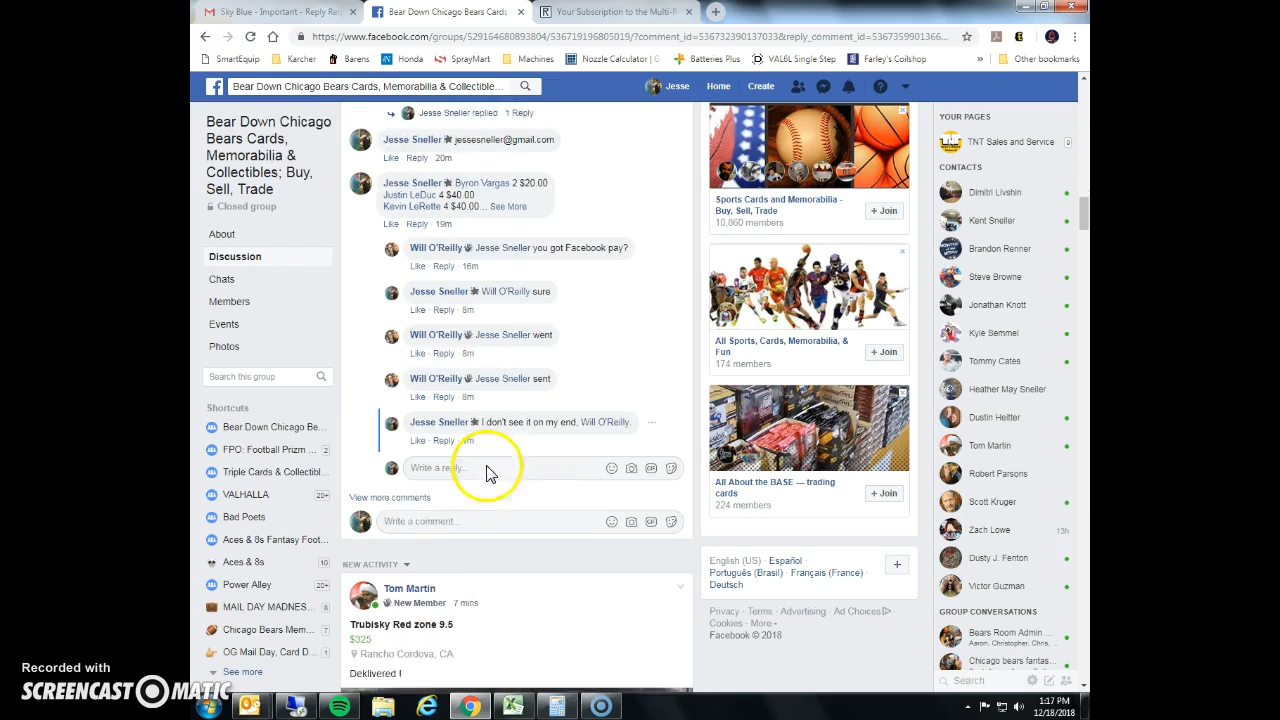 Sky Blue - Important - Reply Re
Bear Down Chicago Bears Cards
Your Subscription to the Multi-R
https://www.facebook.com/groups/529164680893804/536719196805019/?comment_id=536732390137033&reply_comment_id=5367359901366...
SmartEquip
Karcher
Barens
Honda
SprayMart
Machines
Nozzle Calculator |
Batteries Plus
VAL6L Single Step
Farley's Coilshop
»
Other bookmarks
Bear Down Chicago Bears Cards, Memorabilia & Collectible...
Jesse
Home
Create
Bear Down Chicago
Bears Cards,
Memorabilia &
Collectibles; Buy,
Sell, Trade
Closed group
About
Discussion
Chats
Members
Events
Photos
Search this group
Shortcuts
Bear Down Chicago Be...
FPO: Football Prizm ...
Triple Cards & Collectibl...
VALHALLA 20+
Bad Poets
Aces & 8s Fantasy Foot...
Aces & 8s 10
Power Alley 20+
MAIL DAY MADNES... 8
Chicago Bears Mem... 7
OG Mail Day, Card D... 1
See more
Jesse Sneller replied · 1 Reply
Jesse Sneller jessesneller@gmail.com
Like · Reply · 20m
Jesse Sneller Byron Vargas 2 $20.00
Justin LeDuc 4 $40.00
Kevin LeRette 4 $40.00... See More
Like · Reply · 19m
Will O'Reilly Jesse Sneller you got Facebook pay?
Like · Reply · 16m
Jesse Sneller Will O'Reilly sure
Like · Reply · 8m
Will O'Reilly Jesse Sneller went
Like · Reply · 8m
Will O'Reilly Jesse Sneller sent
Like · Reply · 8m
Jesse Sneller I don't see it on my end, Will O'Reilly.
Like · Reply · 1m
Write a reply...
View more comments
Write a comment...
NEW ACTIVITY
Tom Martin
New Member · 7 mins
Trubisky Red zone 9.5
$325
Rancho Cordova, CA
Deklivered !
Sports Cards and Memorabilia -
Buy, Sell, Trade
10,860 members
+ Join
All Sports, Cards, Memorabilia, &
Fun
174 members
+ Join
All About the BASE --- trading
cards
224 members
+ Join
English (US) · Español ·
Português (Brasil) · Français (France) ·
Deutsch
Privacy · Terms · Advertising · Ad Choices ·
Cookies · More
Facebook © 2018
YOUR PAGES
TNT Sales and Service
CONTACTS
Dimitri Livshin
Kent Sneller
Brandon Renner
Steve Browne
Jonathan Knott
Kyle Semmel
Tommy Cates
Heather May Sneller
Dustin Heitter
Tom Martin
Robert Parsons
Scott Kruger
Zach Lowe 13h
Dusty J. Fenton
Victor Guzman
GROUP CONVERSATIONS
Bears Room Admin ...
Aaron, Christopher, Chris, ...
Chicago bears fantas...
Search
Recorded with
SCREENCAST MATIC
1:17 PM
12/18/2018